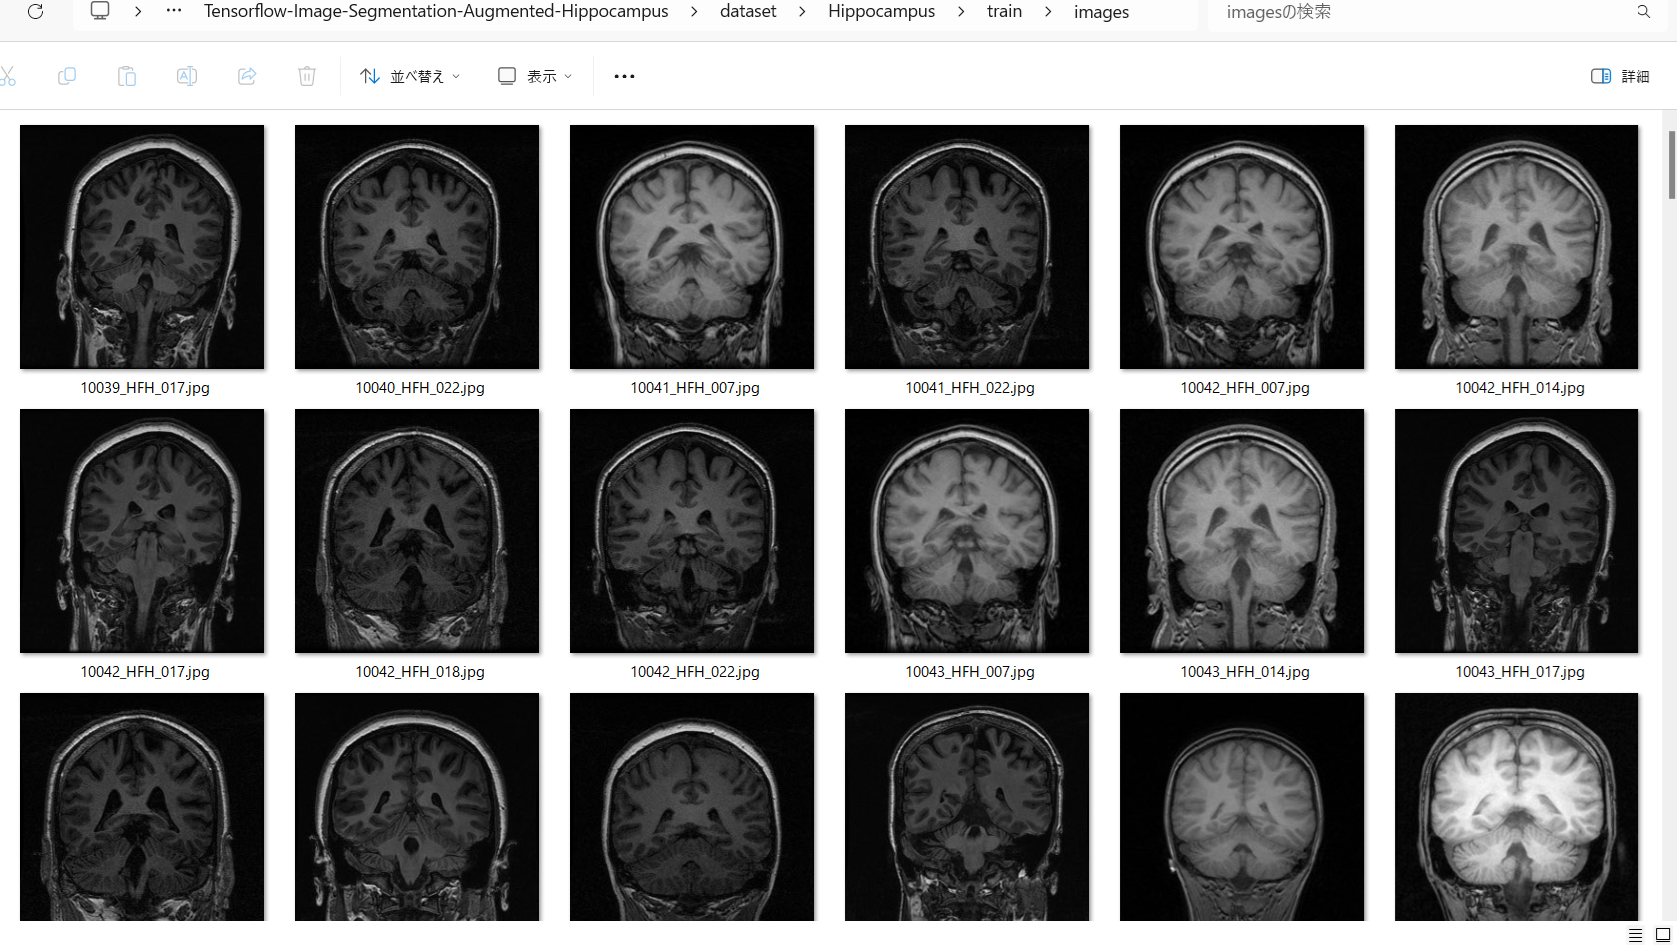 … Tensorflow-Image-Segmentation-Augmented-Hippocampus > dataset > Hippocampus > train > images imagesの検索
並べ替え 表示 … 詳細
10039_HFH_017.jpg 10040_HFH_022.jpg 10041_HFH_007.jpg 10041_HFH_022.jpg 10042_HFH_007.jpg 10042_HFH_014.jpg
10042_HFH_017.jpg 10042_HFH_018.jpg 10042_HFH_022.jpg 10043_HFH_007.jpg 10043_HFH_014.jpg 10043_HFH_017.jpg